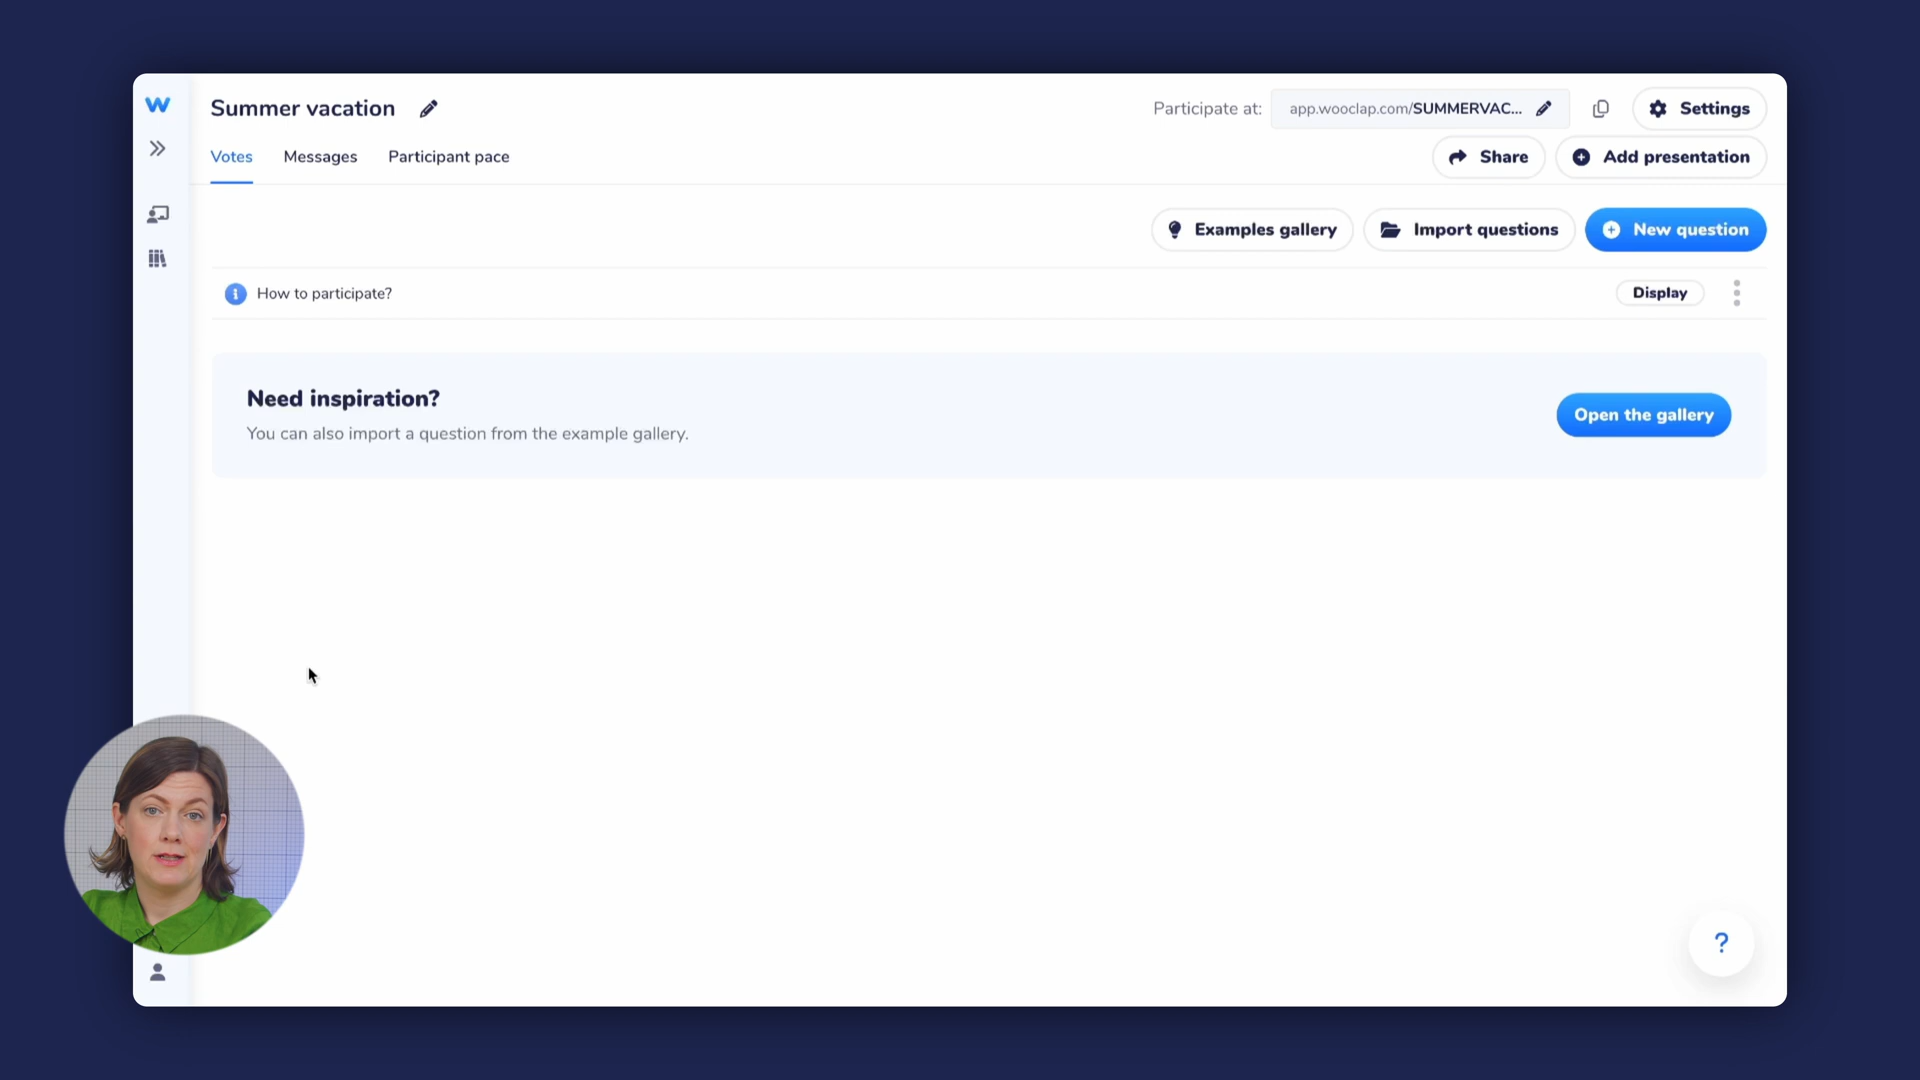 Summer vacation
Participate at: app.wooclap.com/SUMMERVAC...
Settings
Votes Messages Participant pace
Share
Add presentation
Examples gallery
Import questions
New question
How to participate?
Display
Need inspiration?
You can also import a question from the example gallery.
Open the gallery
?